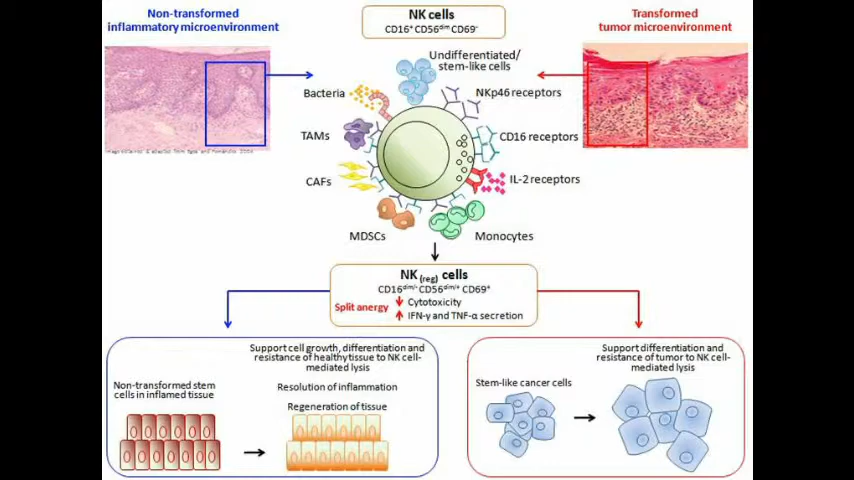 Non-transformed
inflammatory microenvironment
NK cells
CD16⁺ CD56ᵈⁱᵐ CD69⁻
Transformed
tumor microenvironment
Undifferentiated/
stem-like cells
Bacteria
NKp46 receptors
TAMs
CD16 receptors
CAFs
IL-2 receptors
MDSCs
Monocytes
NK (reg) cells
CD16ᵈⁱᵐ/⁻ CD56ᵈⁱᵐ/⁺ CD69⁺
Split anergy
Cytotoxicity
IFN-γ and TNF-α secretion
Support cell growth, differentiation and
resistance of healthy tissue to NK cell-
mediated lysis
Non-transformed stem
cells in inflamed tissue
Resolution of inflammation
Regeneration of tissue
Support differentiation and
resistance of tumor to NK cell-
mediated lysis
Stem-like cancer cells